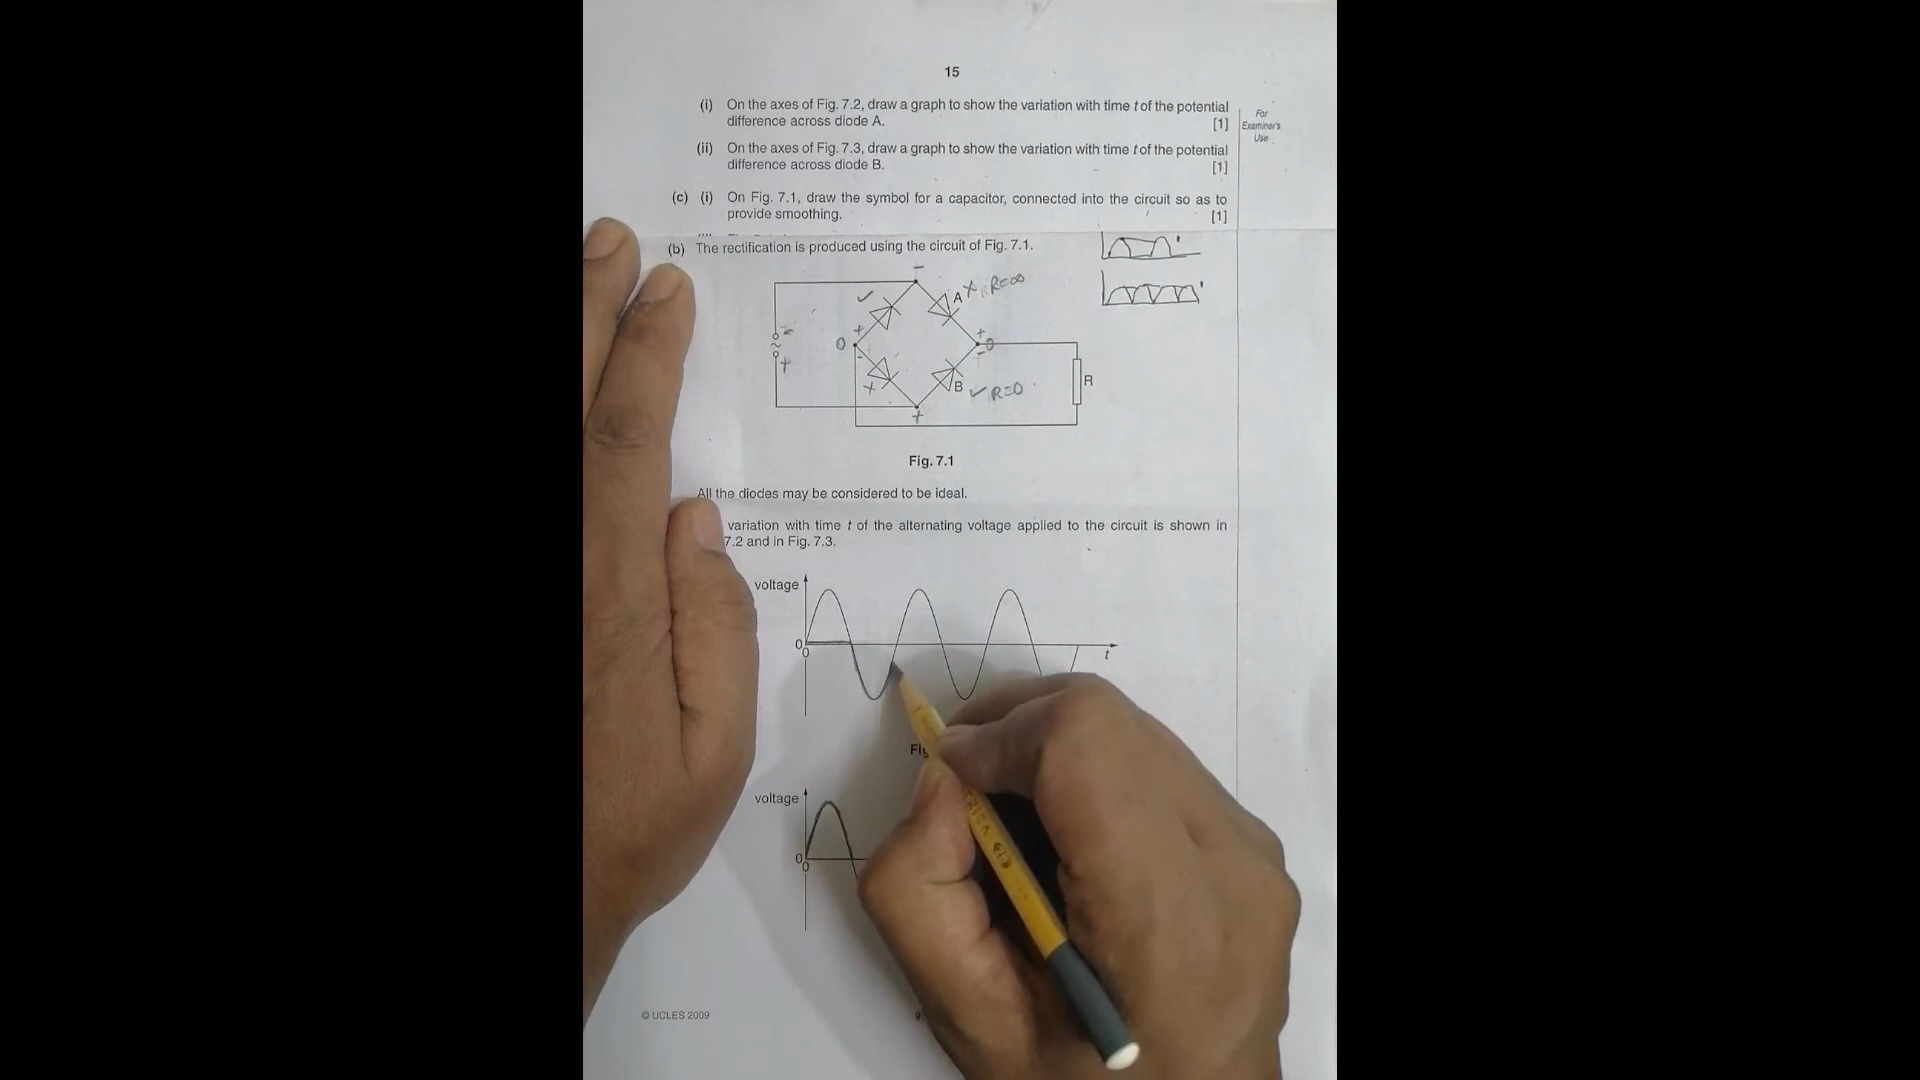 15
(i) On the axes of Fig. 7.2, draw a graph to show the variation with time t of the potential
difference across diode A. [1]
For
Examiner's
Use
(ii) On the axes of Fig. 7.3, draw a graph to show the variation with time t of the potential
difference across diode B. [1]
(c) (i) On Fig. 7.1, draw the symbol for a capacitor, connected into the circuit so as to
provide smoothing. [1]
(b) The rectification is produced using the circuit of Fig. 7.1.
A R=∞
0 0
R
B R=0
Fig. 7.1
All the diodes may be considered to be ideal.
variation with time t of the alternating voltage applied to the circuit is shown in
7.2 and in Fig. 7.3.
voltage
0
0
t
voltage
0
0
© UCLES 2009